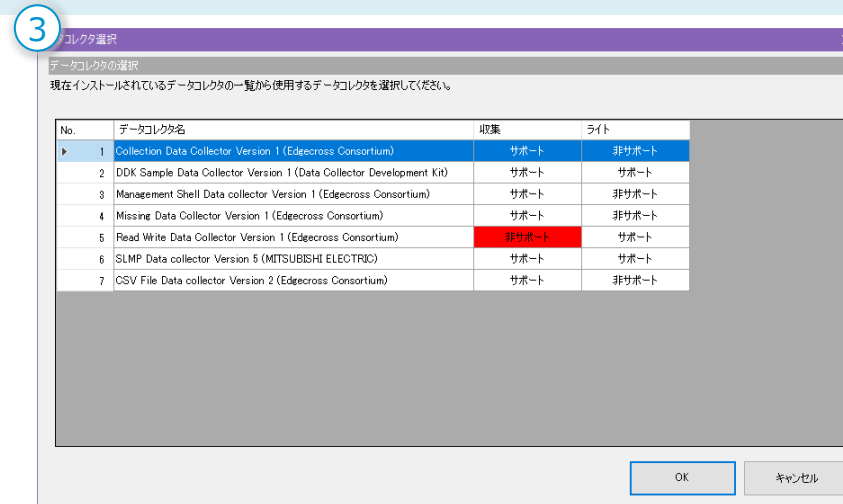 3
タコレクタ選択
データコレクタの選択
現在インストールされているデータコレクタの一覧から使用するデータコレクタを選択してください。
No. データコレクタ名 収集 ライト
1 Collection Data Collector Version 1 (Edgecross Consortium) サポート 非サポート
2 DDK Sample Data Collector Version 1 (Data Collector Development Kit) サポート サポート
3 Management Shell Data collector Version 1 (Edgecross Consortium) サポート 非サポート
4 Missing Data Collector Version 1 (Edgecross Consortium) サポート 非サポート
5 Read Write Data Collector Version 1 (Edgecross Consortium) 非サポート サポート
6 SLMP Data collector Version 5 (MITSUBISHI ELECTRIC) サポート サポート
7 CSV File Data collector Version 2 (Edgecross Consortium) サポート 非サポート
OK キャンセル